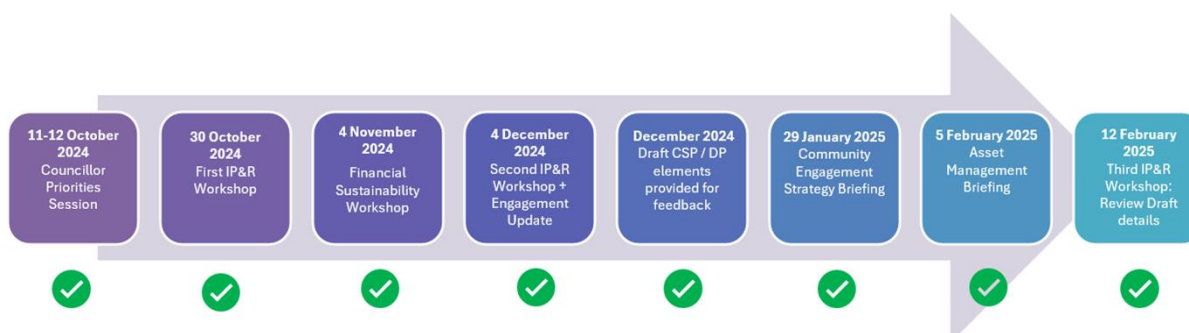 11-12 October
2024
Councillor
Priorities
Session
30 October
2024
First IP&R
Workshop
4 November
2024
Financial
Sustainability
Workshop
4 December
2024
Second IP&R
Workshop +
Engagement
Update
December 2024
Draft CSP / DP
elements
provided for
feedback
29 January 2025
Community
Engagement
Strategy Briefing
5 February 2025
Asset
Management
Briefing
12 February
2025
Third IP&R
Workshop:
Review Draft
details